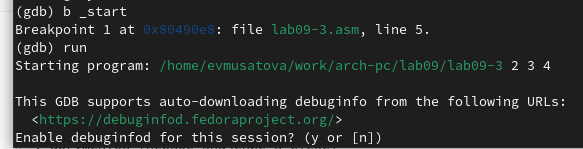 (gdb) b _start
Breakpoint 1 at 0x80490e8: file lab09-3.asm, line 5.
(gdb) run
Starting program: /home/evmusatova/work/arch-pc/lab09/lab09-3 2 3 4
This GDB supports auto-downloading debuginfo from the following URLs:
<https://debuginfod.fedoraproject.org/>
Enable debuginfod for this session? (y or [n])